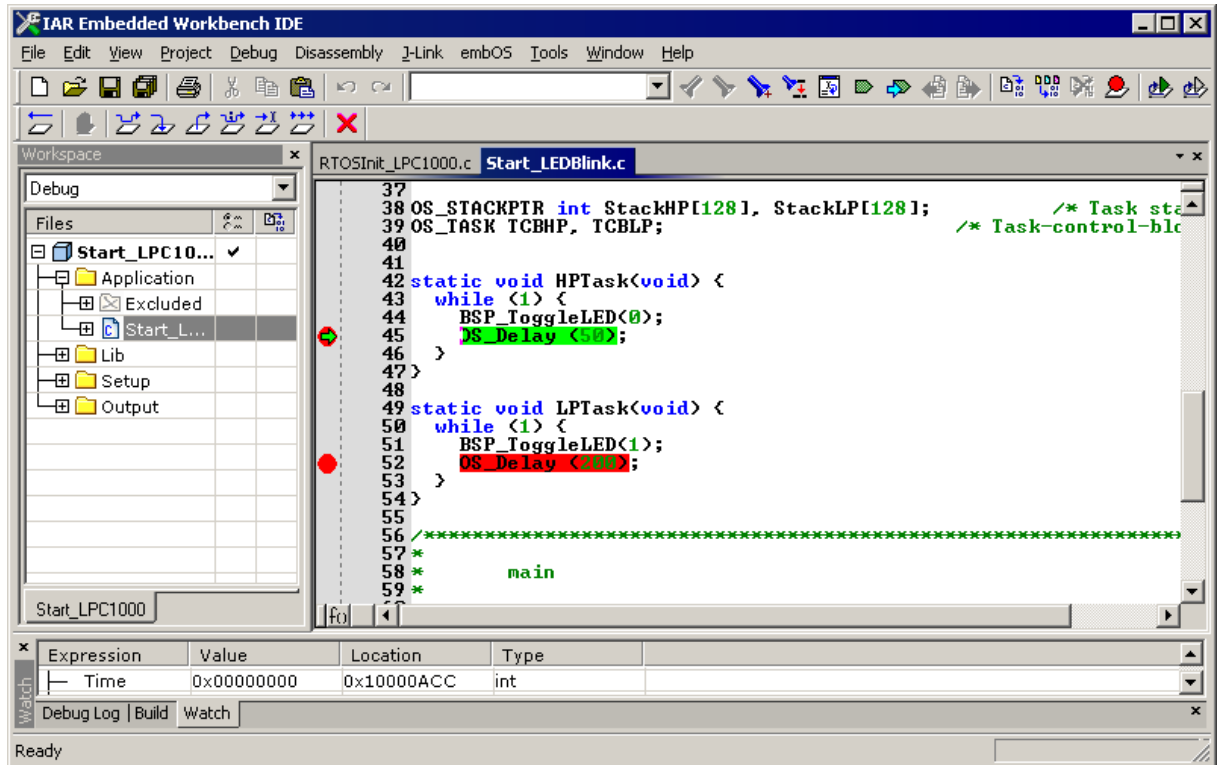 IAR Embedded Workbench IDE
File Edit View Project Debug Disassembly J-Link embOS Tools Window Help
Workspace
RTOSInit_LPC1000.c Start_LEDBlink.c
Debug
Files
Start_LPC10...
Application
Excluded
Start_L...
Lib
Setup
Output
Start_LPC1000
37
38 OS_STACKPTR int StackHP[128], StackLP[128]; /* Task sta
39 OS_TASK TCBHP, TCBLP; /* Task-control-blo
40
41
42 static void HPTask(void) {
43 while (1) {
44 BSP_ToggleLED(0);
45 OS_Delay (50);
46 }
47 }
48
49 static void LPTask(void) {
50 while (1) {
51 BSP_ToggleLED(1);
52 OS_Delay (200);
53 }
54 }
55
56 /**********************************************************************
57 *
58 * main
59 *
Expression Value Location Type
Time 0x00000000 0x10000ACC int
Watch
Debug Log Build Watch
Ready